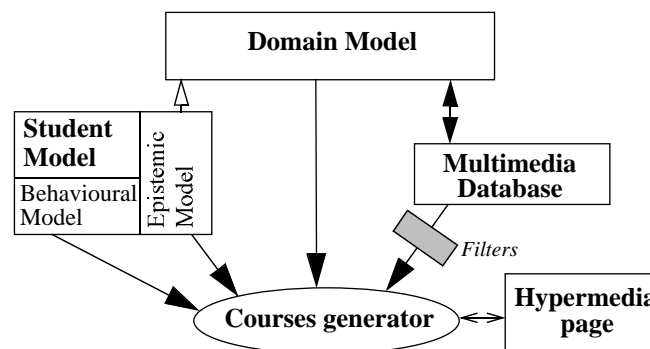 Domain Model
Student
Model
Behavioural
Model
Epistemic
Model
Multimedia
Database
Filters
Courses generator
Hypermedia
page